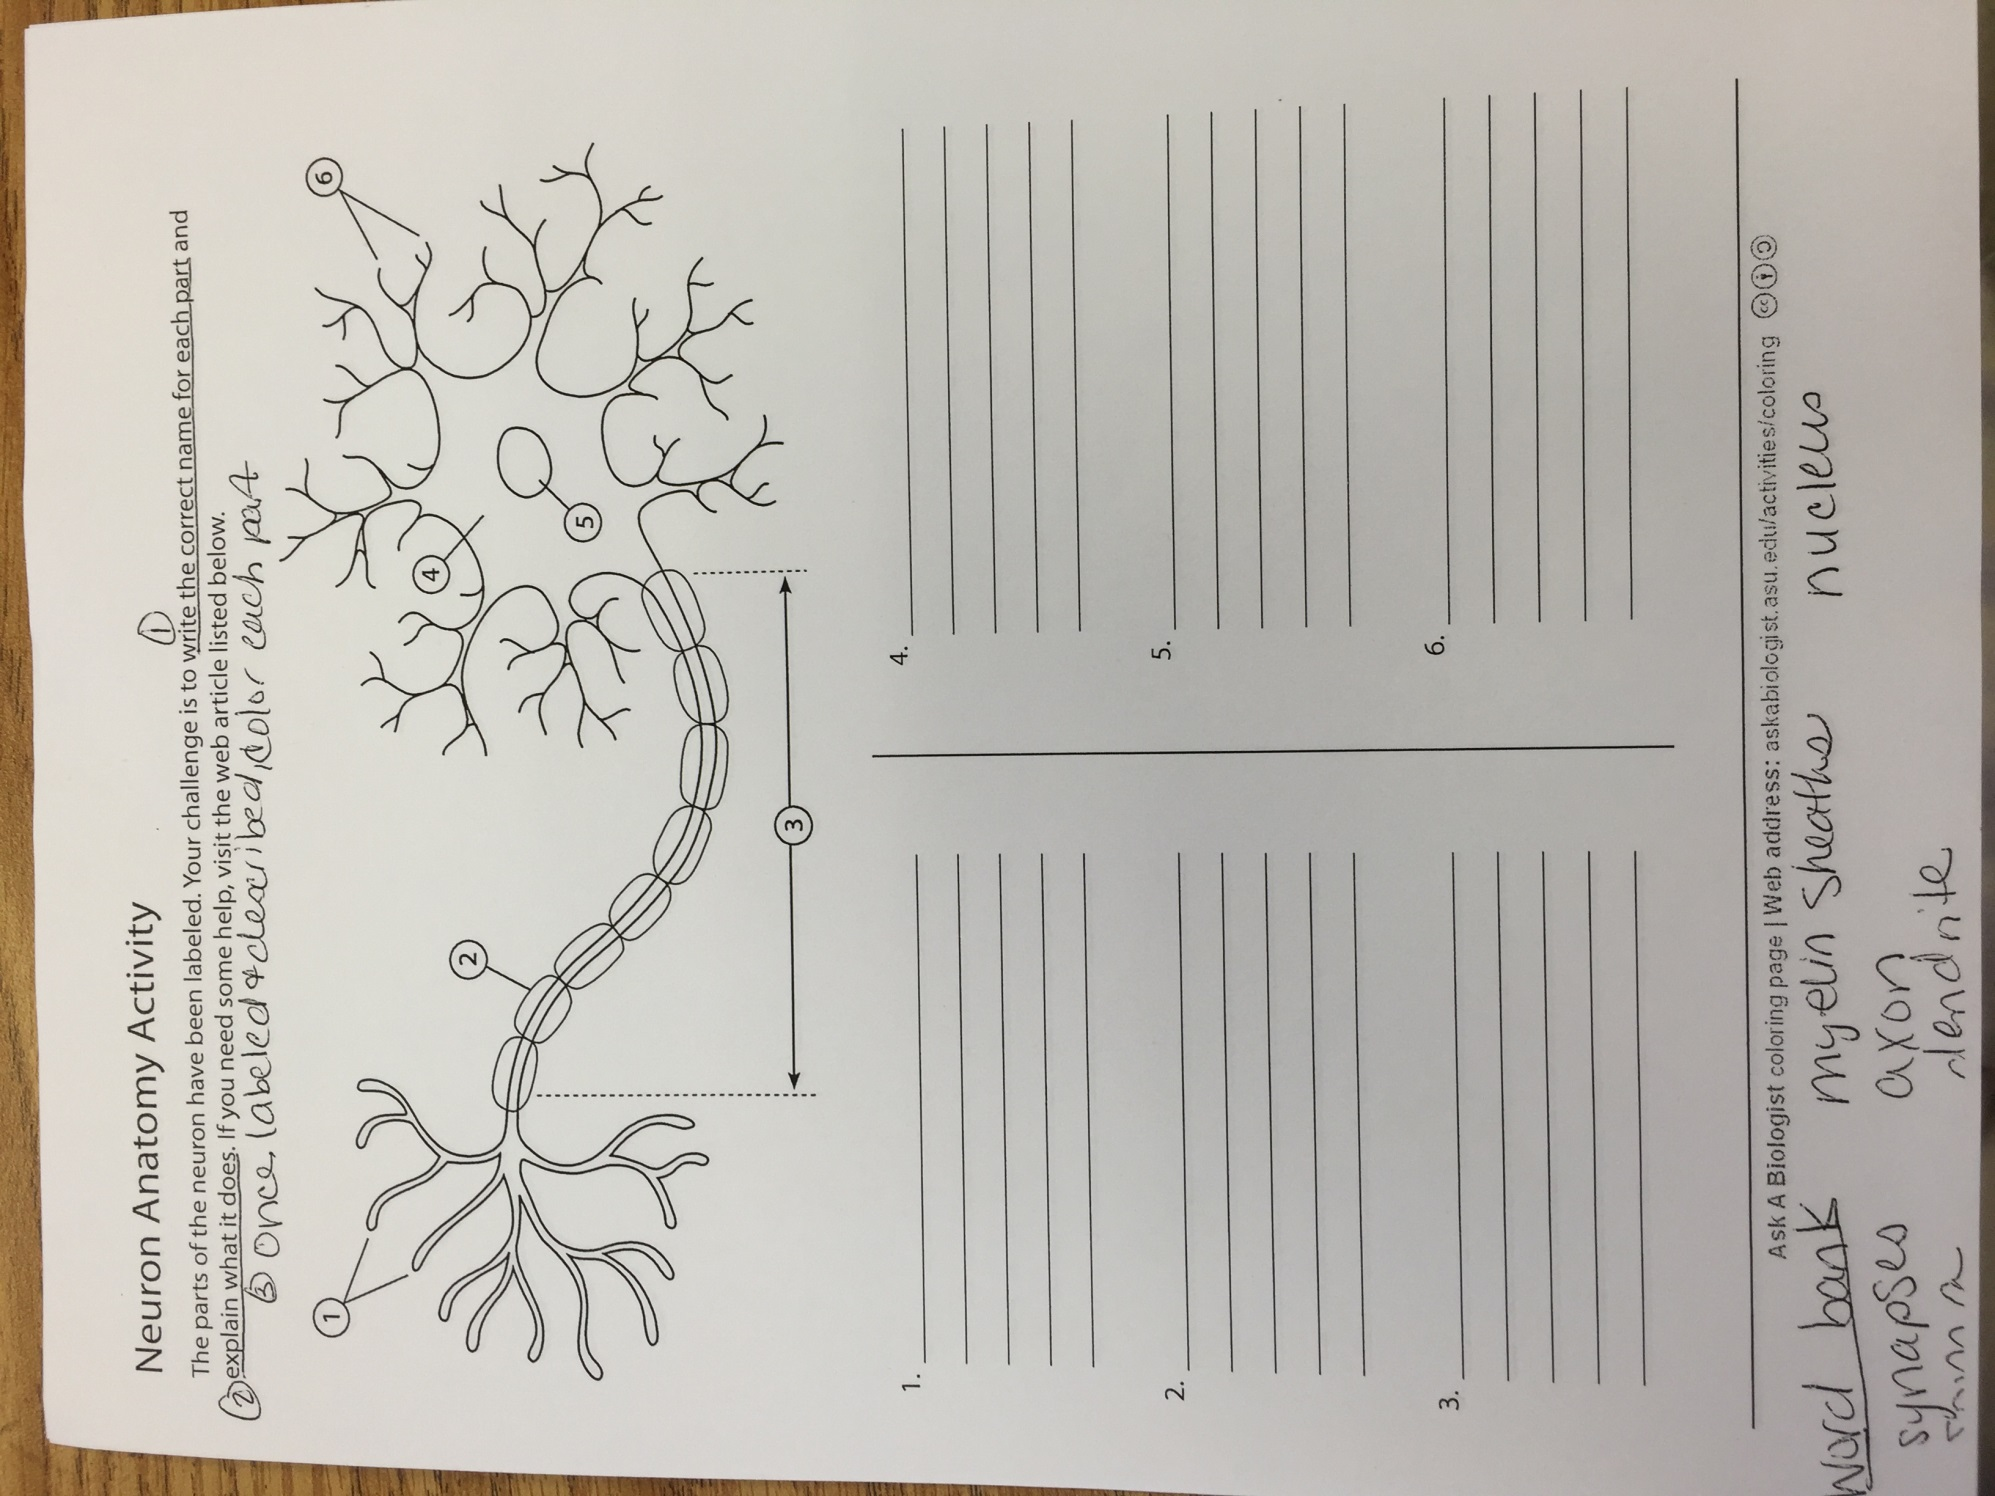 Neuron Anatomy Activity
①
The parts of the neuron have been labeled. Your challenge is to write the correct name for each part and
② explain what it does. If you need some help, visit the web article listed below.
③ Once, labeled & described, color each part
1
2
3
4
5
6
1.
2.
3.
4.
5.
6.
Ask A Biologist coloring page | Web address: askabiologist.asu.edu/activities/coloring
word bank myelin sheaths nucleus
synapses axon
dendrite